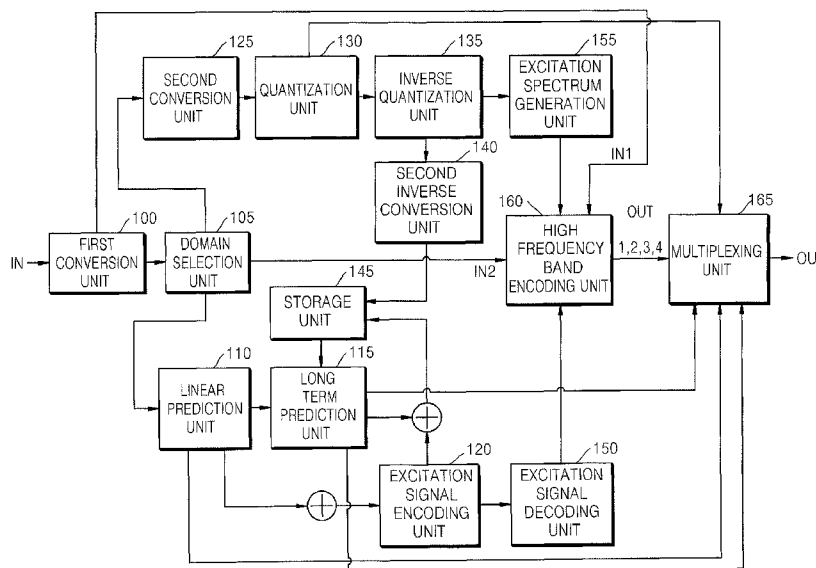 125
130
135
155
SECOND
CONVERSION
UNIT
QUANTIZATION
UNIT
INVERSE
QUANTIZATION
UNIT
EXCITATION
SPECTRUM
GENERATION
UNIT
140
SECOND
INVERSE
CONVERSION
UNIT
IN1
100
105
160
OUT
165
IN
FIRST
CONVERSION
UNIT
DOMAIN
SELECTION
UNIT
IN2
HIGH
FREQUENCY
BAND
ENCODING UNIT
1,2,3,4
MULTIPLEXING
UNIT
OU
145
STORAGE
UNIT
110
115
LINEAR
PREDICTION
UNIT
LONG
TERM
PREDICTION
UNIT
120
150
EXCITATION
SIGNAL
ENCODING
UNIT
EXCITATION
SIGNAL
DECODING
UNIT